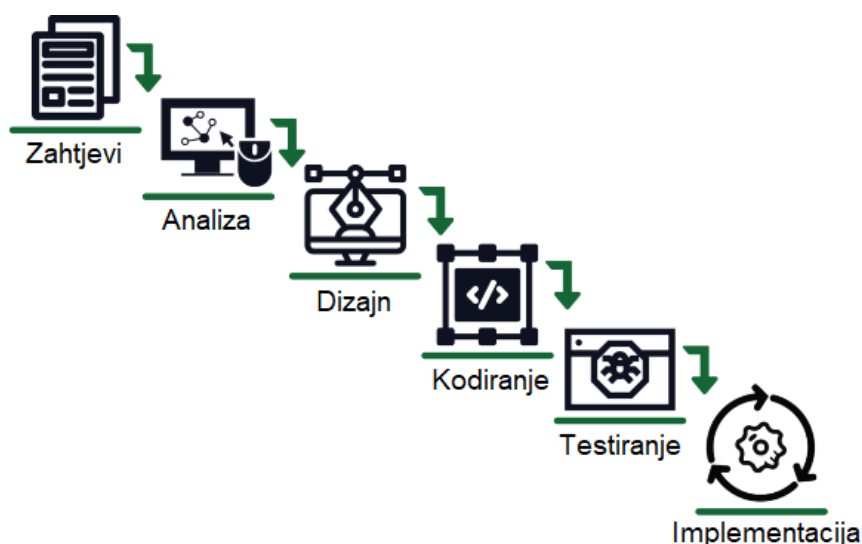 Zahtjevi
Analiza
Dizajn
</>
Kodiranje
Testiranje
Implementacija